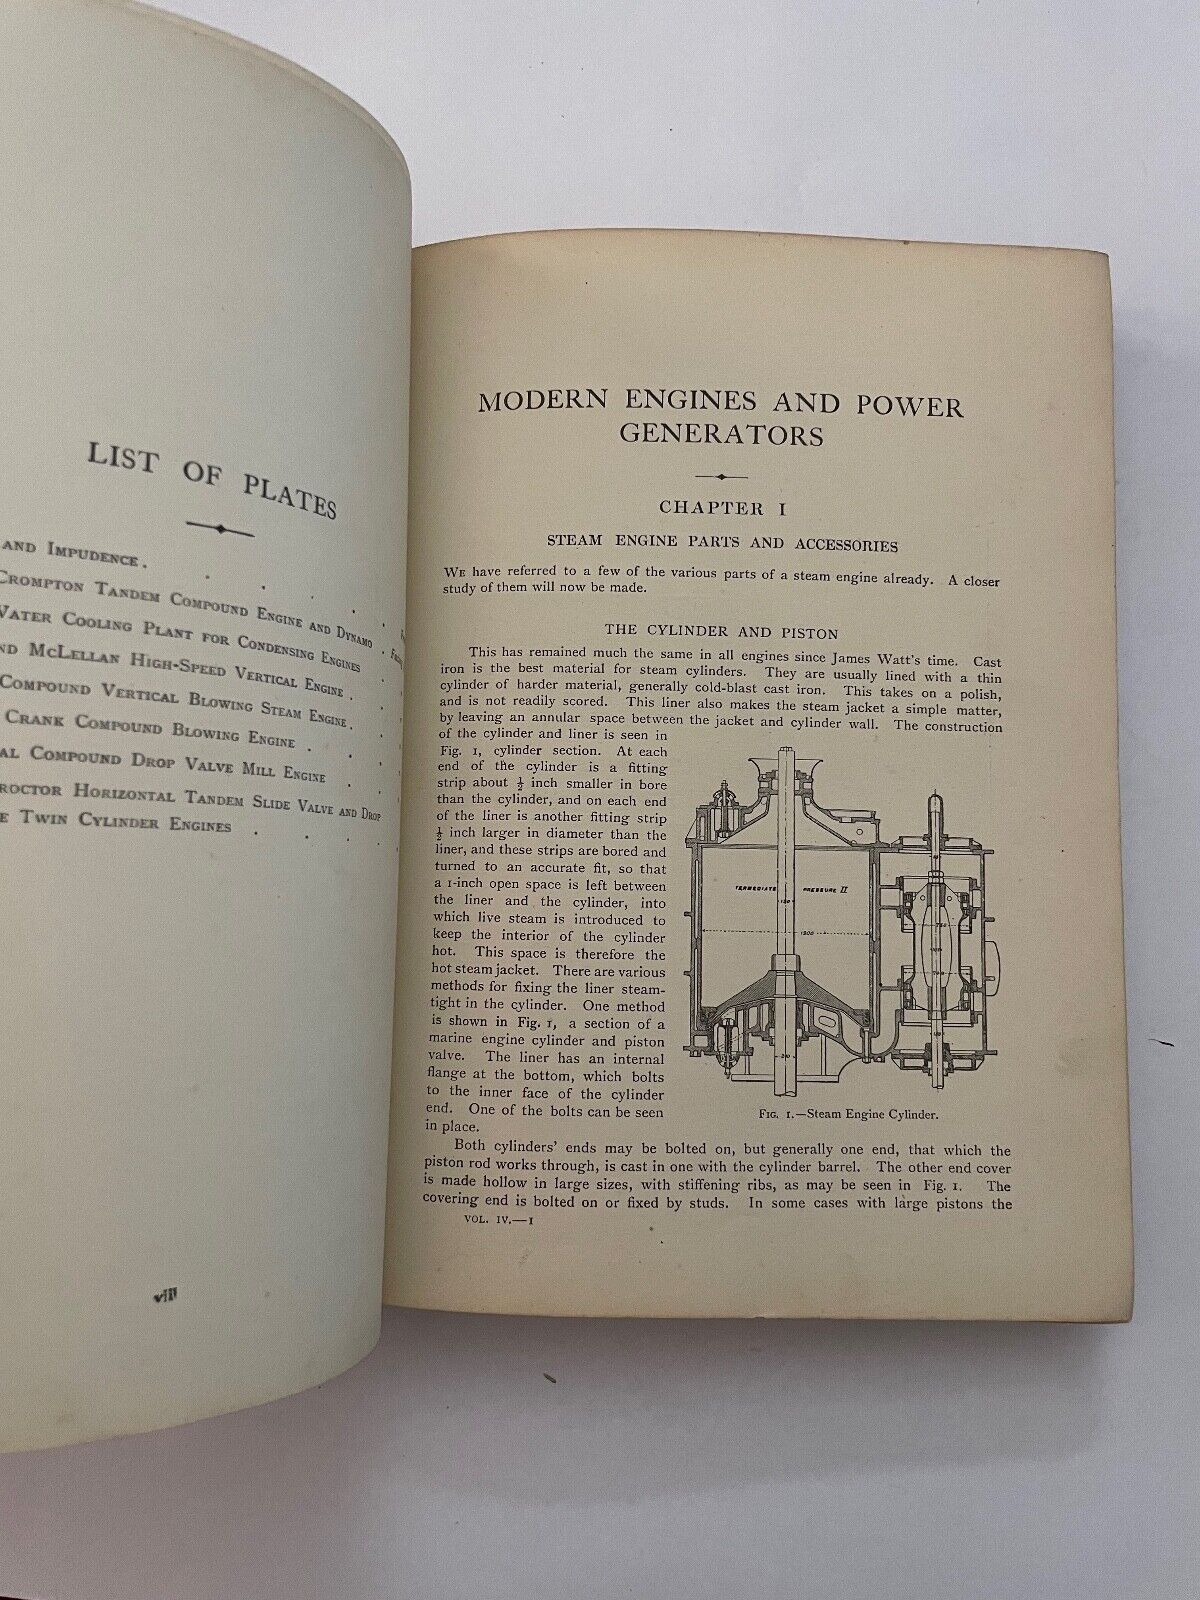 LIST OF PLATES
AND IMPUDENCE.
CROMPTON TANDEM COMPOUND ENGINE AND DYNAMO
WATER COOLING PLANT FOR CONDENSING ENGINES
ND MCLELLAN HIGH-SPEED VERTICAL ENGINE.
COMPOUND VERTICAL BLOWING STEAM ENGINE.
CRANK COMPOUND BLOWING ENGINE .
AL COMPOUND DROP VALVE MILL ENGINE
ROCTOR HORIZONTAL TANDEM SLIDE VALVE AND DROP
E TWIN CYLINDER ENGINES
viii
MODERN ENGINES AND POWER
GENERATORS
CHAPTER I
STEAM ENGINE PARTS AND ACCESSORIES
WE have referred to a few of the various parts of a steam engine already. A closer
study of them will now be made.
THE CYLINDER AND PISTON
This has remained much the same in all engines since James Watt's time. Cast
iron is the best material for steam cylinders. They are usually lined with a thin
cylinder of harder material, generally cold-blast cast iron. This takes on a polish,
and is not readily scored. This liner also makes the steam jacket a simple matter,
by leaving an annular space between the jacket and cylinder wall. The construction
of the cylinder and liner is seen in
Fig. 1, cylinder section. At each
end of the cylinder is a fitting
strip about ½ inch smaller in bore
than the cylinder, and on each end
of the liner is another fitting strip
½ inch larger in diameter than the
liner, and these strips are bored and
turned to an accurate fit, so that
a 1-inch open space is left between
the liner and the cylinder, into
which live steam is introduced to
keep the interior of the cylinder
hot. This space is therefore the
hot steam jacket. There are various
methods for fixing the liner steam-
tight in the cylinder. One method
is shown in Fig. 1, a section of a
marine engine cylinder and piston
valve. The liner has an internal
flange at the bottom, which bolts
to the inner face of the cylinder
end. One of the bolts can be seen
in place.
TERMEDIATE PRESSURE II
1200
FIG. 1.—Steam Engine Cylinder.
Both cylinders' ends may be bolted on, but generally one end, that which the
piston rod works through, is cast in one with the cylinder barrel. The other end cover
is made hollow in large sizes, with stiffening ribs, as may be seen in Fig. 1. The
covering end is bolted on or fixed by studs. In some cases with large pistons the
VOL. IV.—1